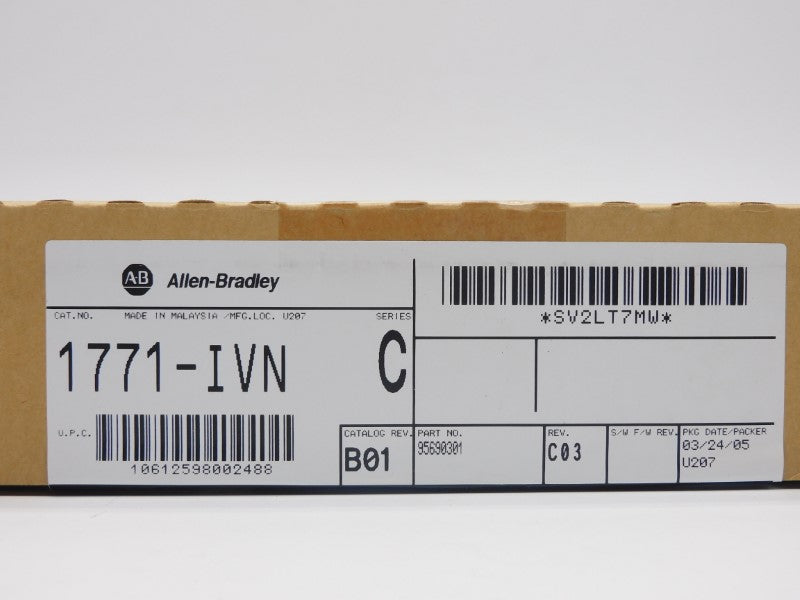 A·B Allen-Bradley
CAT.NO. MADE IN MALAYSIA /MFG.LOC. U207 SERIES
1771-IVN C
U.P.C.
10612598002488
*SV2LT7MW*
CATALOG REV. PART NO. REV. S/W F/W REV. PKG DATE/PACKER
B01 95690301 C03 03/24/05
U207